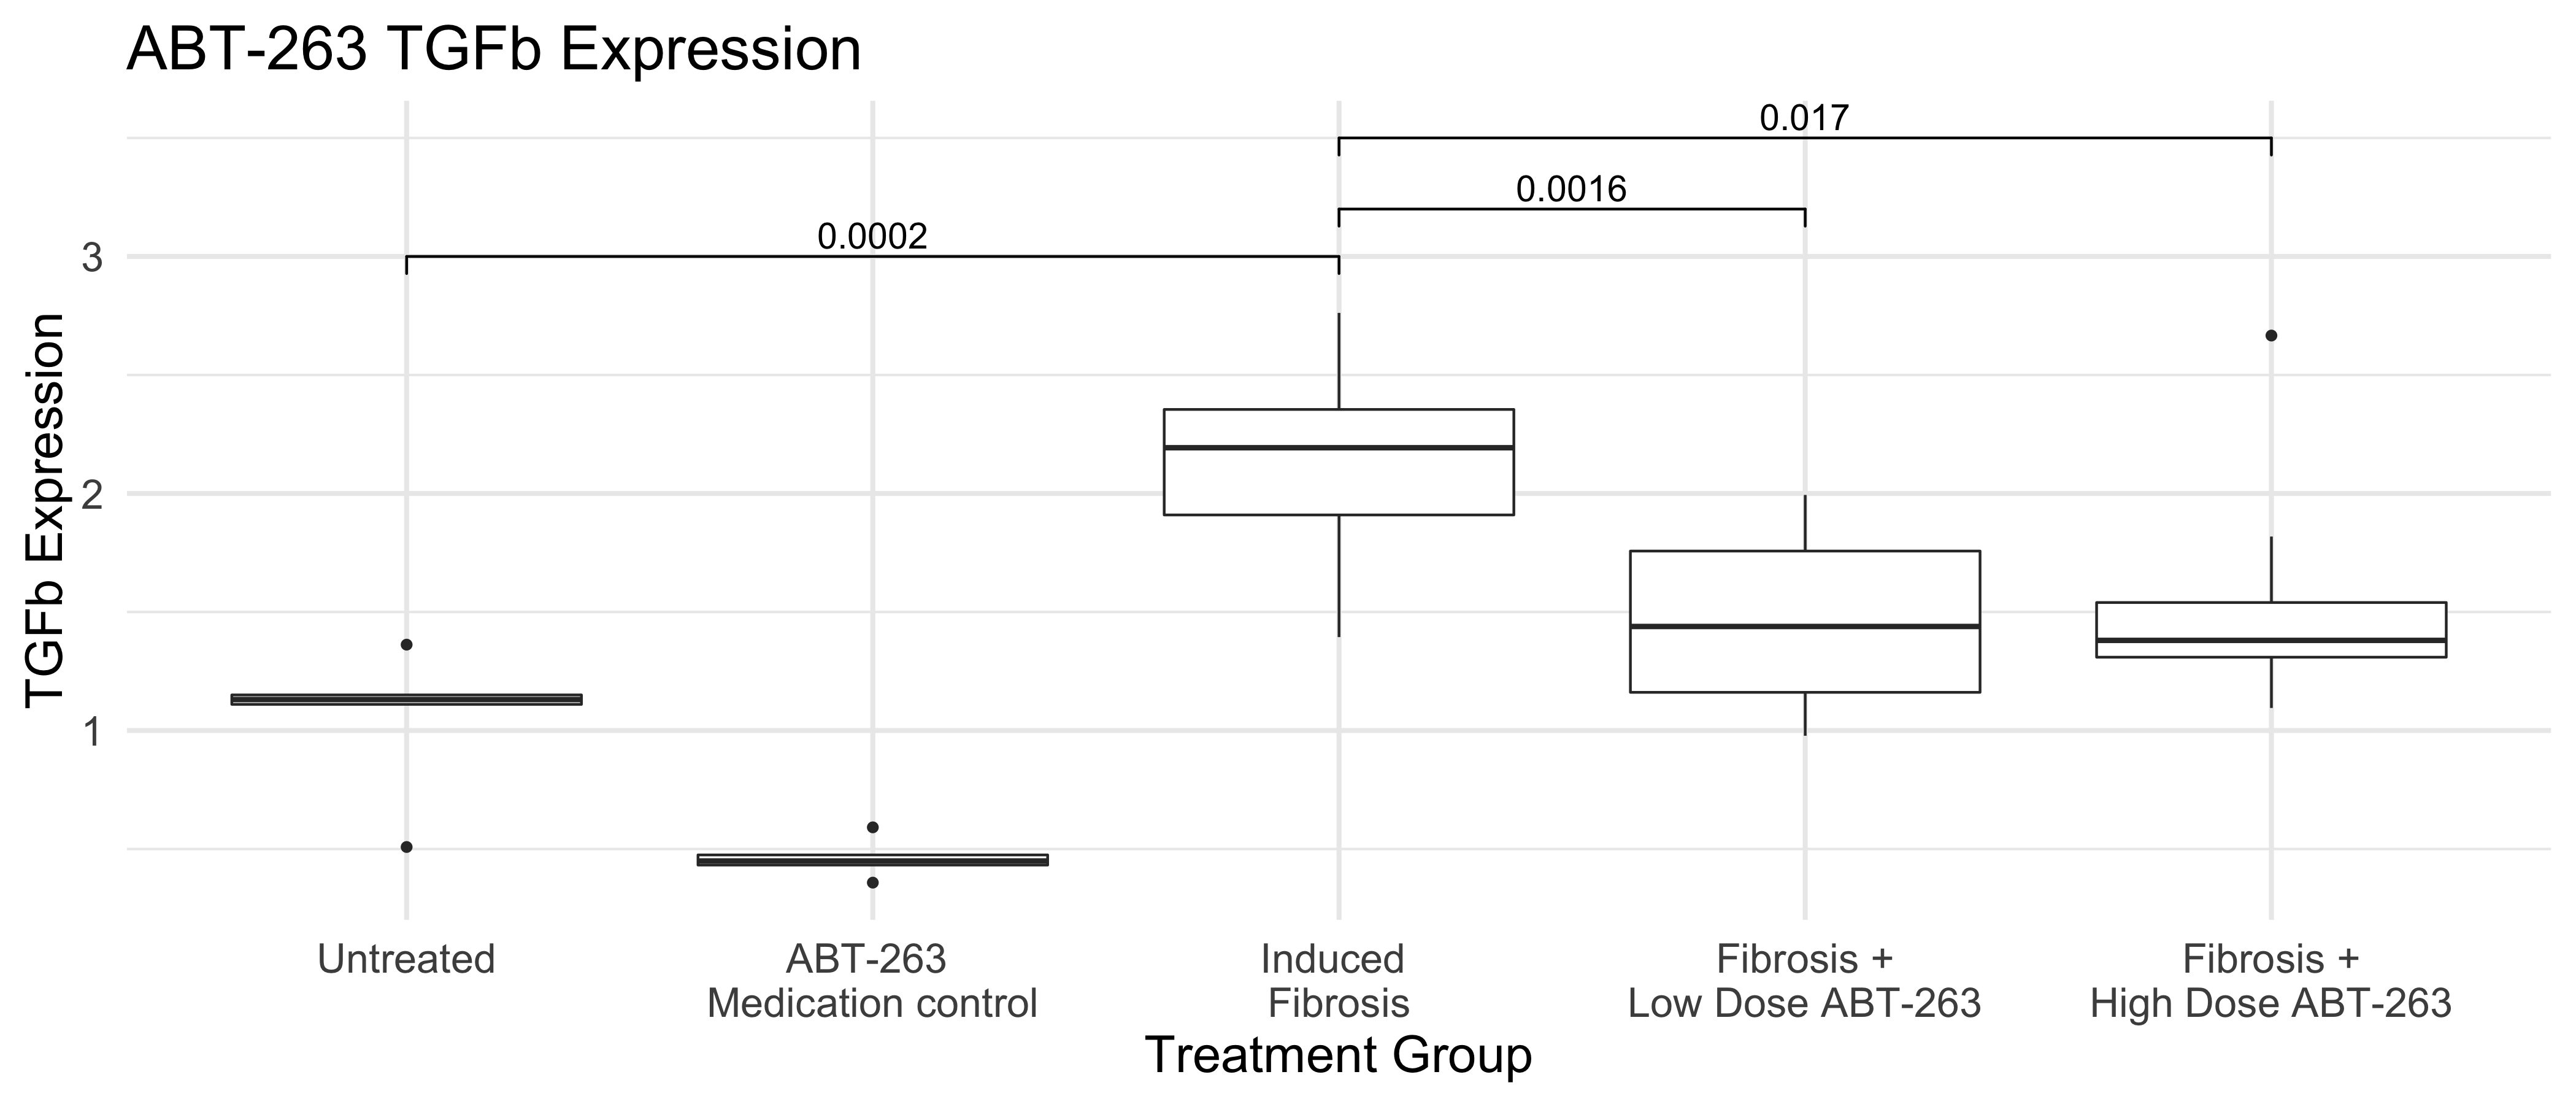 ABT-263 TGFb Expression
0.017
0.0016
0.0002
3
2
1
TGFb Expression
Untreated
ABT-263
Medication control
Induced
Fibrosis
Fibrosis +
Low Dose ABT-263
Fibrosis +
High Dose ABT-263
Treatment Group